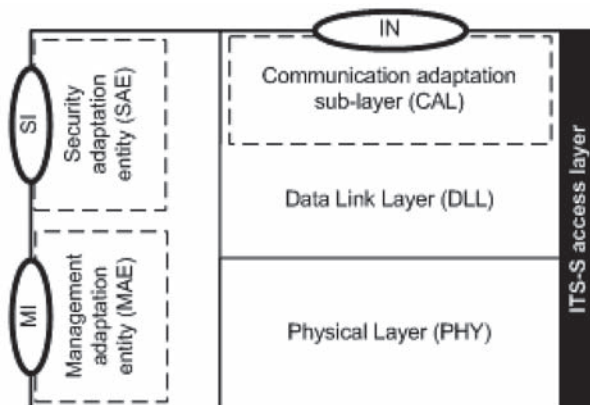 IN
Communication adaptation
sub-layer (CAL)
SI
Security
adaptation
entity (SAE)
Data Link Layer (DLL)
MI
Management
adaptation
entity (MAE)
Physical Layer (PHY)
ITS-S access layer